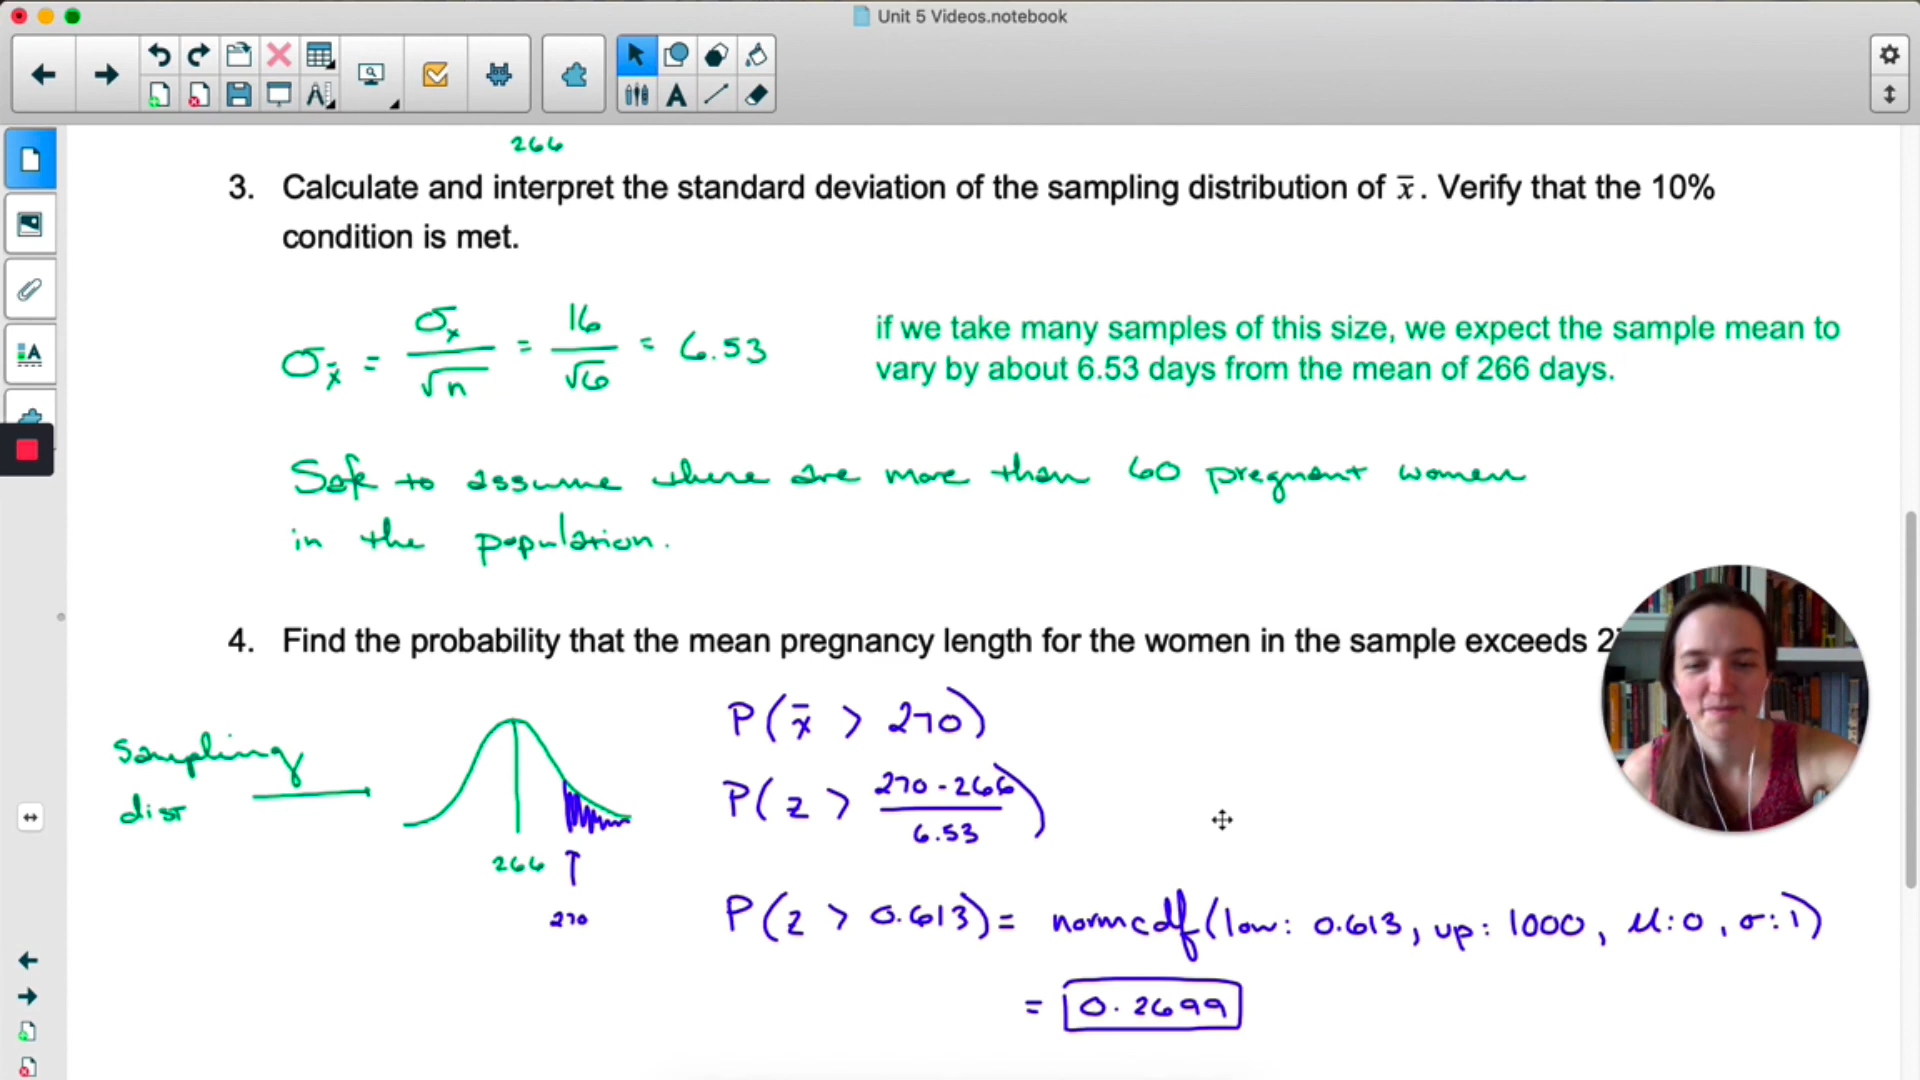 Unit 5 Videos.notebook
266
3. Calculate and interpret the standard deviation of the sampling distribution of x̄. Verify that the 10%
condition is met.
σx̄ = σx/√n = 16/√6 = 6.53
if we take many samples of this size, we expect the sample mean to
vary by about 6.53 days from the mean of 266 days.
Safe to assume there are more than 60 pregnant women
in the population.
4. Find the probability that the mean pregnancy length for the women in the sample exceeds
Sampling
dist
266
270
P(x̄ > 270)
P(z > (270-266)/6.53)
P(z > 0.613) = normcdf(low: 0.613, up: 1000, μ:0, σ:1)
= 0.2699